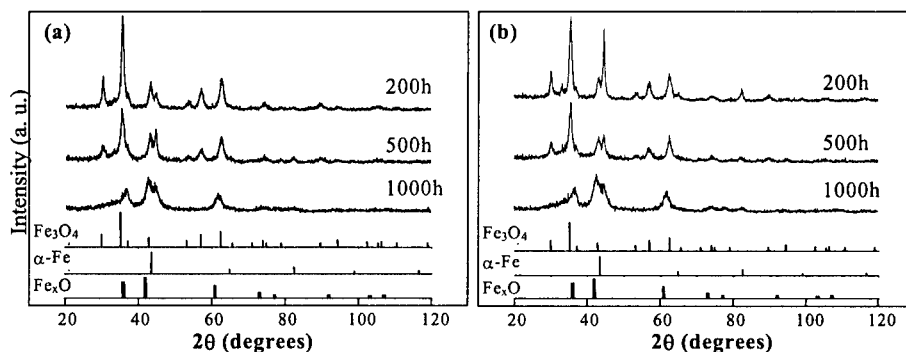 (a)
200h
500h
1000h
Intensity (a. u.)
Fe₃O₄
α-Fe
FeₓO
20 40 60 80 100 120
2θ (degrees)
(b)
200h
500h
1000h
Fe₃O₄
α-Fe
FeₓO
20 40 60 80 100 120
2θ (degrees)